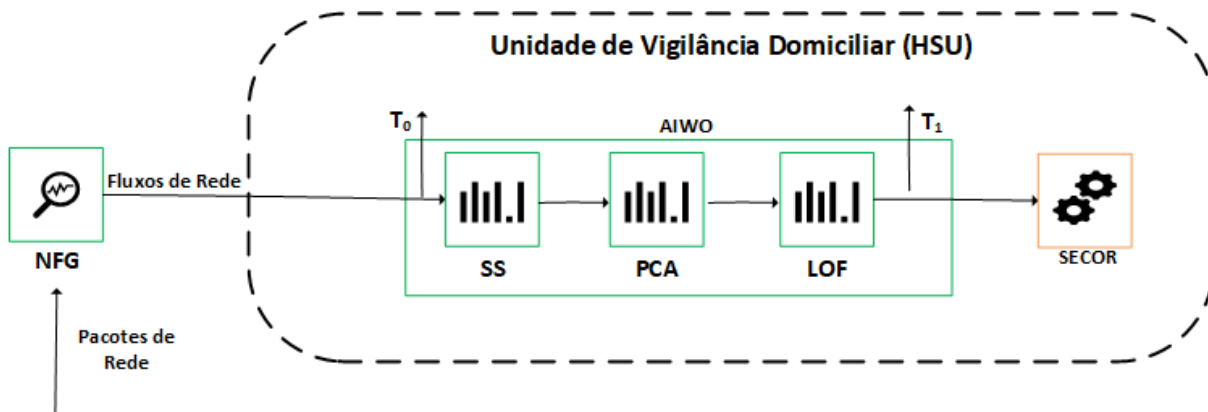 Unidade de Vigilância Domiciliar (HSU)
T₀
AIWO
T₁
Fluxos de Rede
NFG
SS
PCA
LOF
SECOR
Pacotes de
Rede